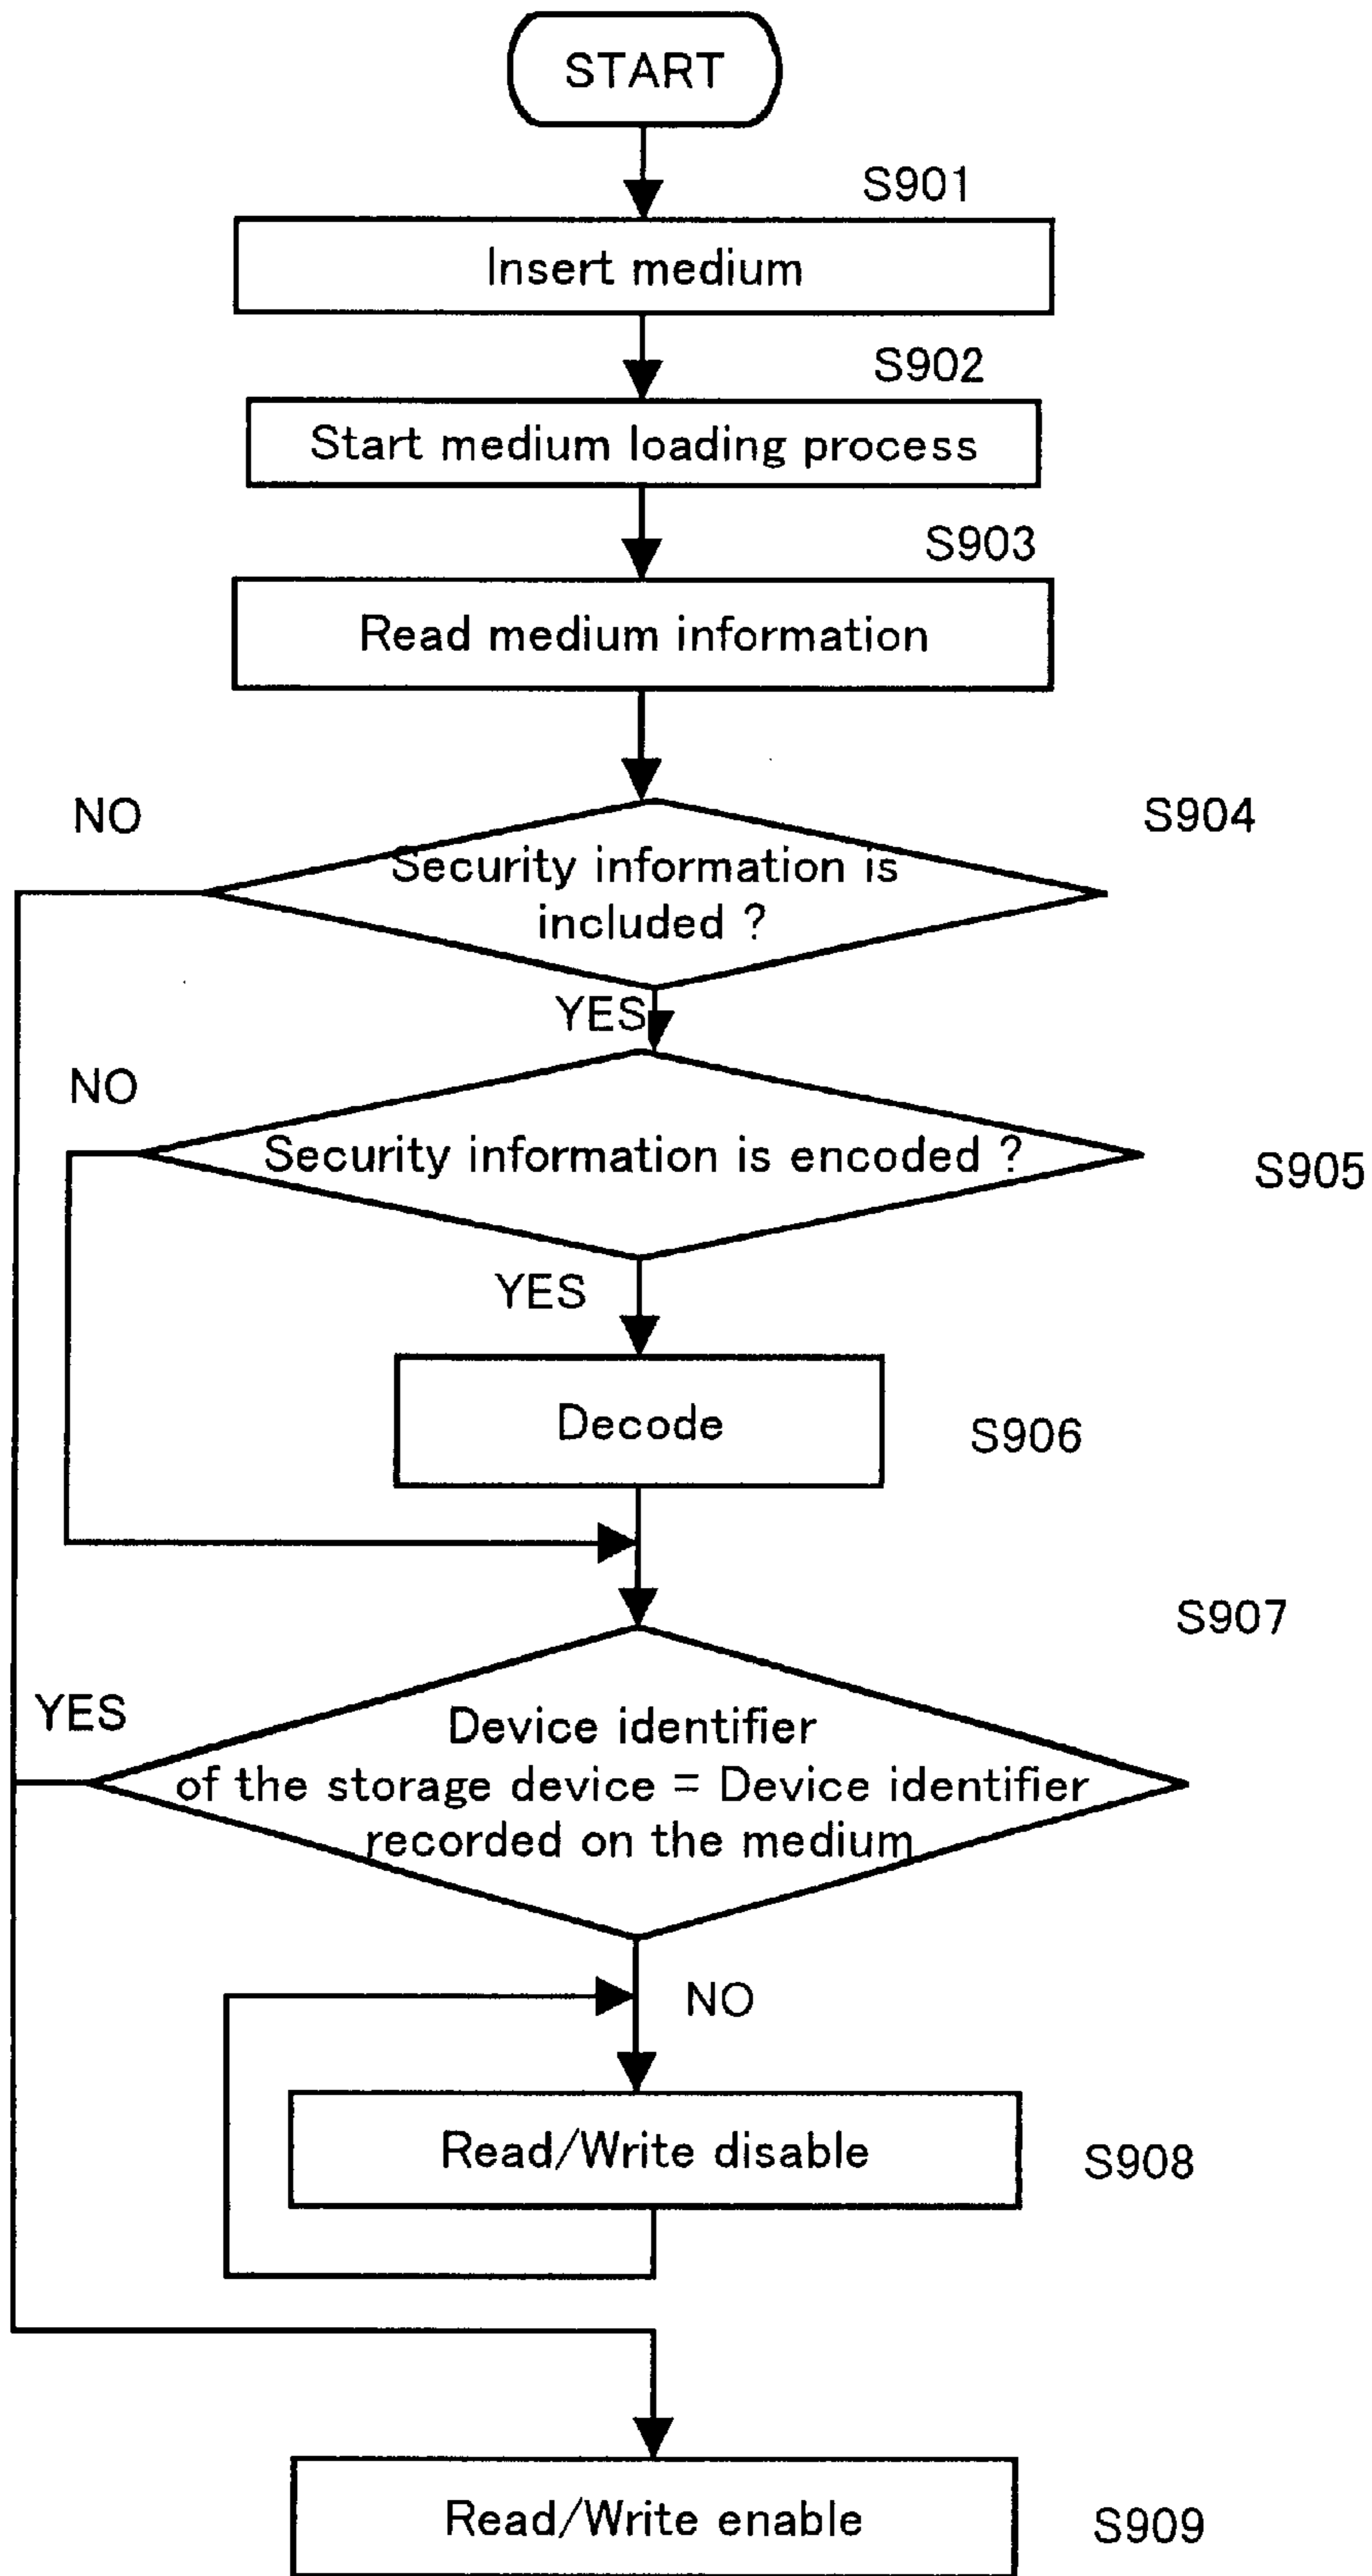 START
S901
Insert medium
S902
Start medium loading process
S903
Read medium information
NO
S904
Security information is
included ?
YES
NO
Security information is encoded ?
S905
YES
Decode
S906
S907
YES
Device identifier
of the storage device = Device identifier
recorded on the medium
NO
Read/Write disable
S908
Read/Write enable
S909